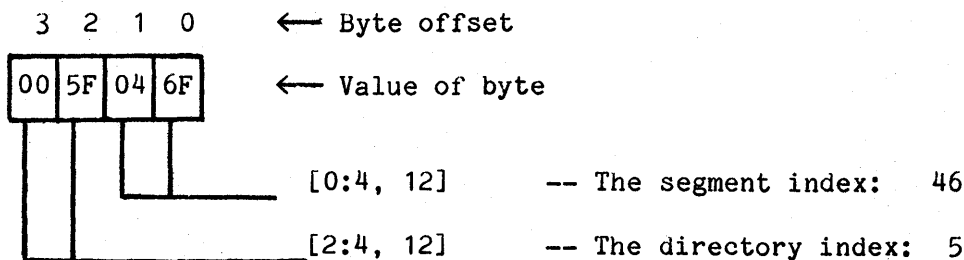 3 2 1 0 ← Byte offset
00 5F 04 6F ← Value of byte
[0:4, 12] -- The segment index: 46
[2:4, 12] -- The directory index: 5